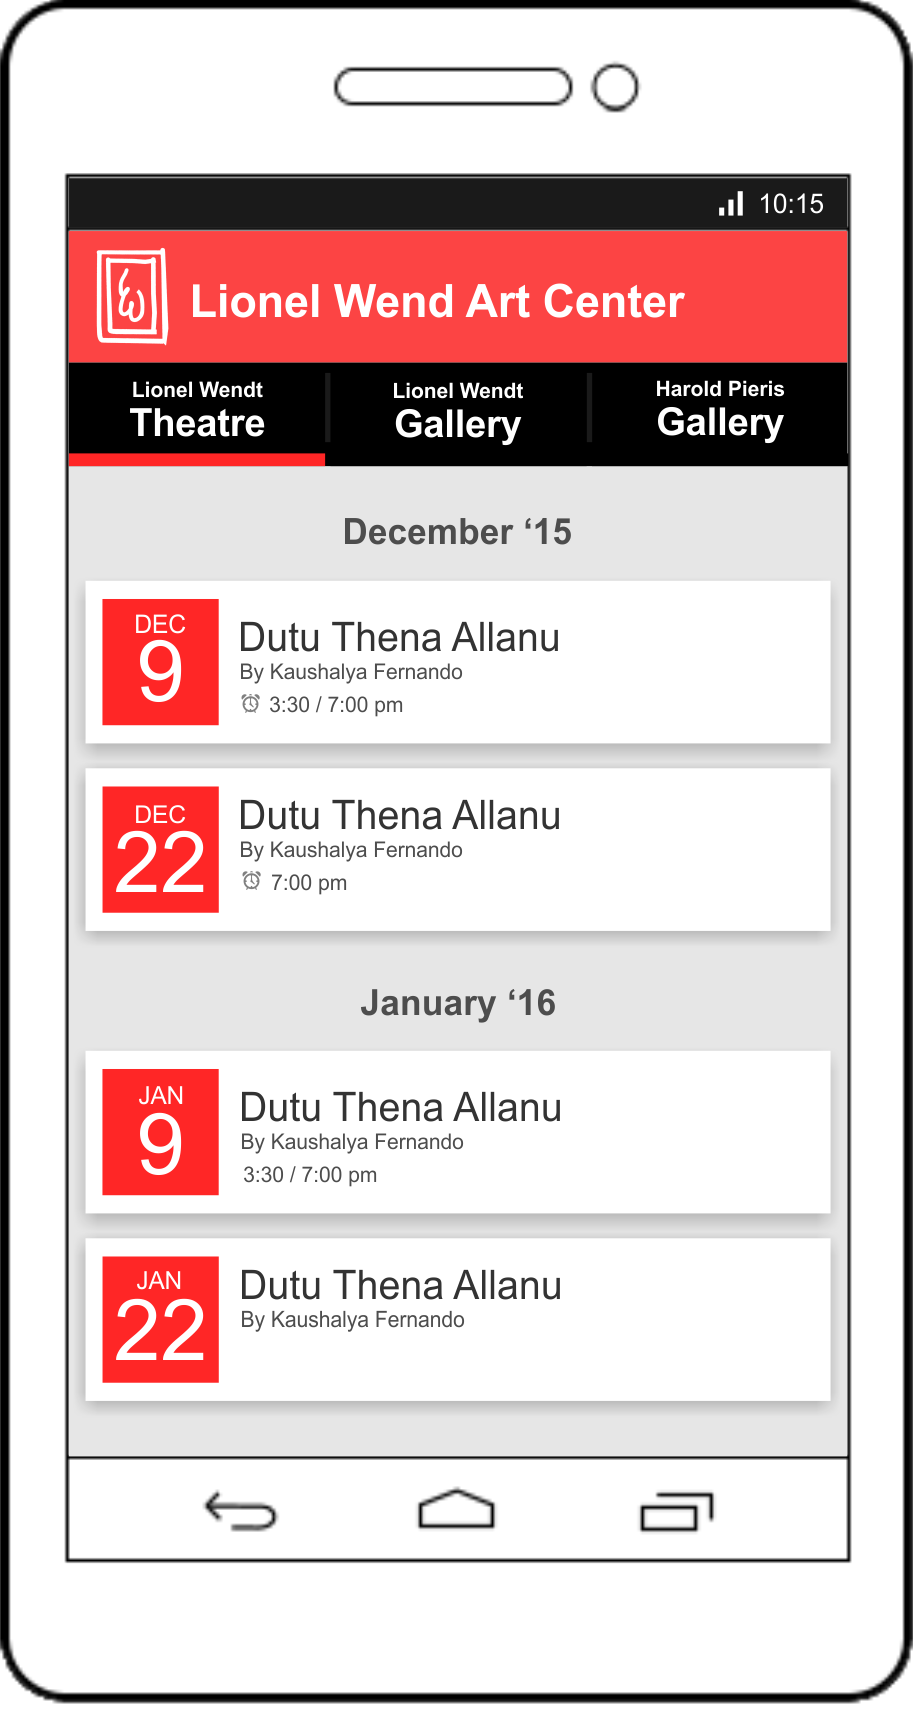 10:15
Lionel Wend Art Center
Lionel Wendt
Theatre
Lionel Wendt
Gallery
Harold Pieris
Gallery
December ‘15
DEC
9
Dutu Thena Allanu
By Kaushalya Fernando
3:30 / 7:00 pm
DEC
22
Dutu Thena Allanu
By Kaushalya Fernando
7:00 pm
January ‘16
JAN
9
Dutu Thena Allanu
By Kaushalya Fernando
3:30 / 7:00 pm
JAN
22
Dutu Thena Allanu
By Kaushalya Fernando